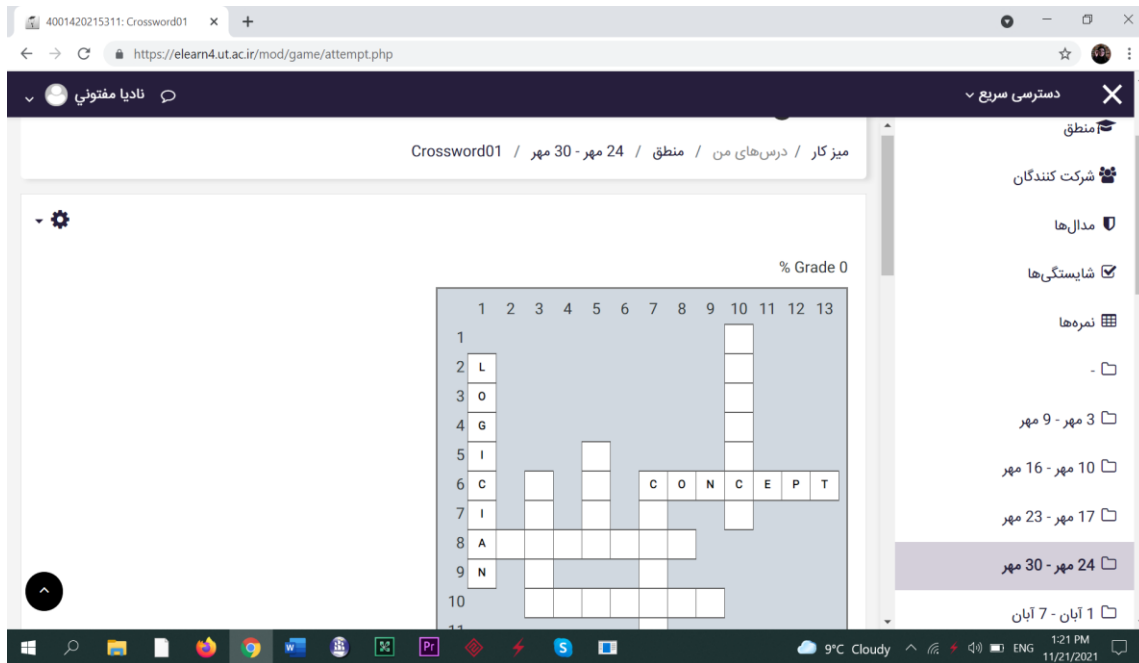 4001420215311: Crossword01
https://elearn4.ut.ac.ir/mod/game/attempt.php
دسترسی سریع
نادیا مفتوني
منطق
شرکت کنندگان
مدال‌ها
شایستگی‌ها
نمره‌ها
-
3 مهر - 9 مهر
10 مهر - 16 مهر
17 مهر - 23 مهر
24 مهر - 30 مهر
1 آبان - 7 آبان
میز کار / درس‌های من / منطق / 24 مهر - 30 مهر / Crossword01
% Grade 0
1 2 3 4 5 6 7 8 9 10 11 12 13
1
2 L
3 O
4 G
5 I
6 C C O N C E P T
7 I
8 A
9 N
10
W
X
Pr
S
9°C Cloudy
ENG
1:21 PM
11/21/2021